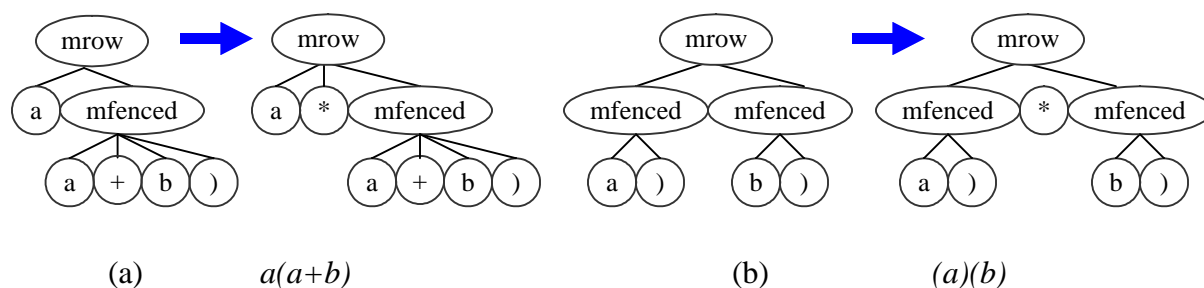 mrow mrow mrow mrow
a mfenced a * mfenced mfenced mfenced mfenced * mfenced
a + b ) a + b ) a ) b ) a ) b )
(a) a(a+b) (b) (a)(b)